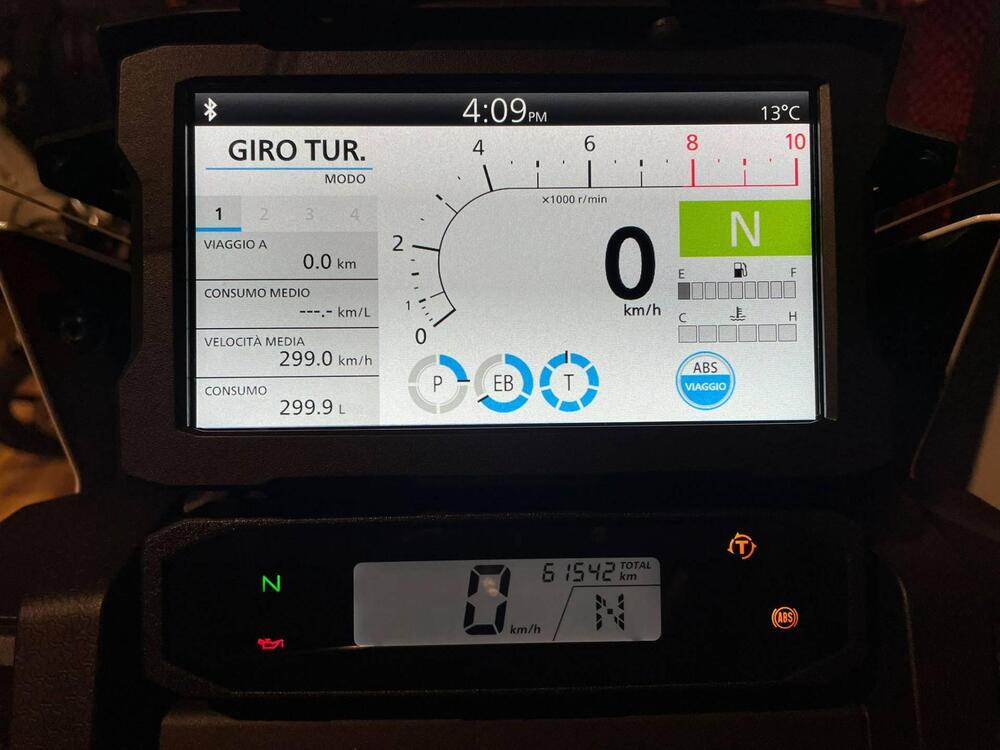 4:09 PM 13°C
GIRO TUR.
MODO
1 2 3 4
VIAGGIO A
0.0 km
CONSUMO MEDIO
---.- km/L
VELOCITÀ MEDIA
299.0 km/h
CONSUMO
299.9 L
0 1 2 4 6 8 10
×1000 r/min
0
km/h
N
E F
C H
P EB T
ABS
VIAGGIO
T
N
0 km/h
61542 TOTAL km
N
ABS